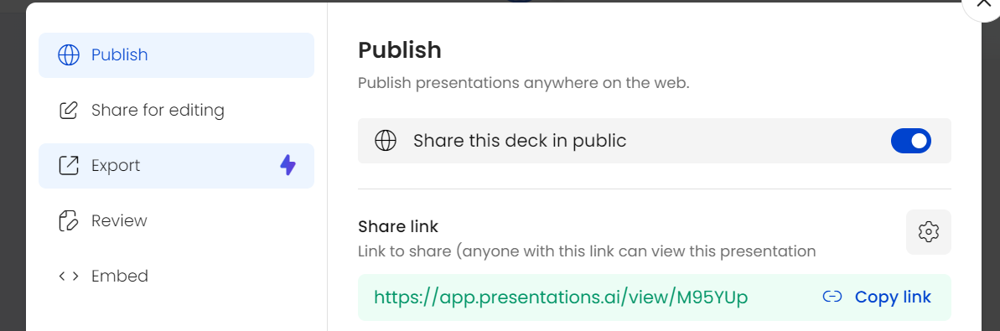 Publish
Share for editing
Export
Review
Embed
Publish
Publish presentations anywhere on the web.
Share this deck in public
Share link
Link to share (anyone with this link can view this presentation
https://app.presentations.ai/view/M95YUp
Copy link